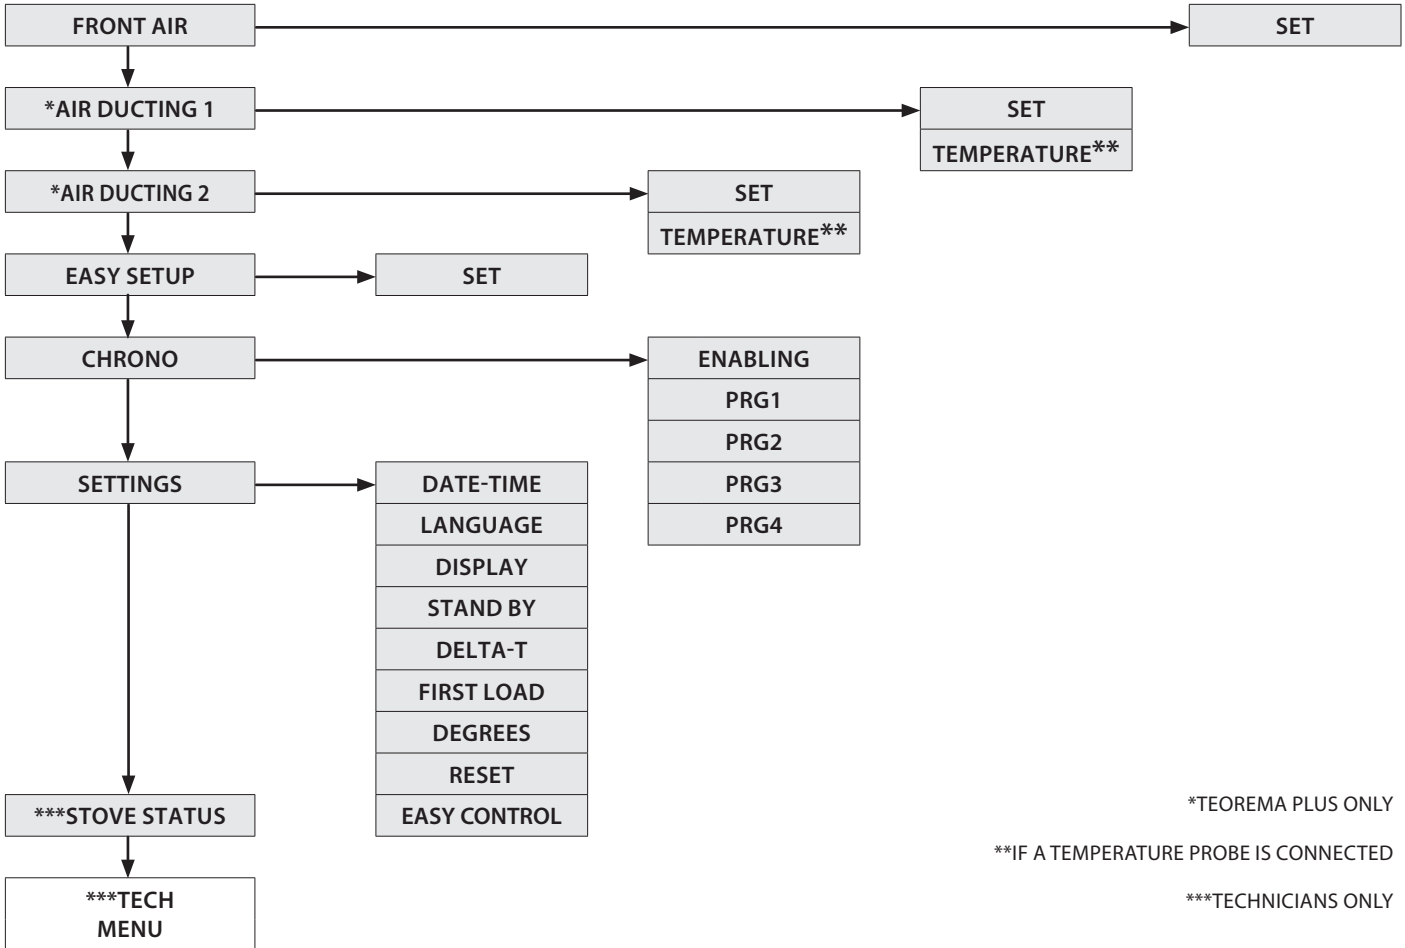 FRONT AIR
SET
*AIR DUCTING 1
SET
TEMPERATURE**
*AIR DUCTING 2
SET
TEMPERATURE**
EASY SETUP
SET
CHRONO
ENABLING
PRG1
PRG2
PRG3
PRG4
SETTINGS
DATE-TIME
LANGUAGE
DISPLAY
STAND BY
DELTA-T
FIRST LOAD
DEGREES
RESET
EASY CONTROL
***STOVE STATUS
***TECH
MENU
*TEOREMA PLUS ONLY
**IF A TEMPERATURE PROBE IS CONNECTED
***TECHNICIANS ONLY